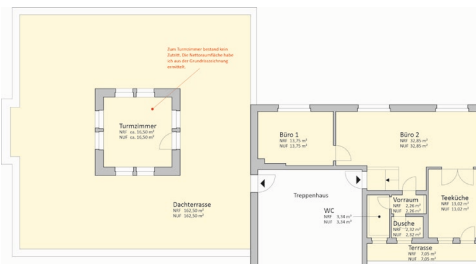 Zum Turmzimmer bestand kein
Zutritt. Die Nettoraumfläche habe
ich aus der Grundrisszeichnung
ermittelt.
Turmzimmer
NRF ca. 16,50 m²
NUF ca. 16,50 m²
Büro 1
NRF 13,75 m²
NUF 13,75 m²
Büro 2
NRF 32,85 m²
NUF 32,85 m²
Dachterrasse
NRF 162,50 m²
NUF 162,50 m²
Treppenhaus
WC
NRF 3,34 m²
NUF 3,34 m²
Vorraum
NRF 2,26 m²
NUF 2,26 m²
Dusche
NRF 2,52 m²
NUF 2,52 m²
Teeküche
NRF 13,02 m²
NUF 13,02 m²
Terrasse
NRF 7,05 m²
NUF 7,05 m²